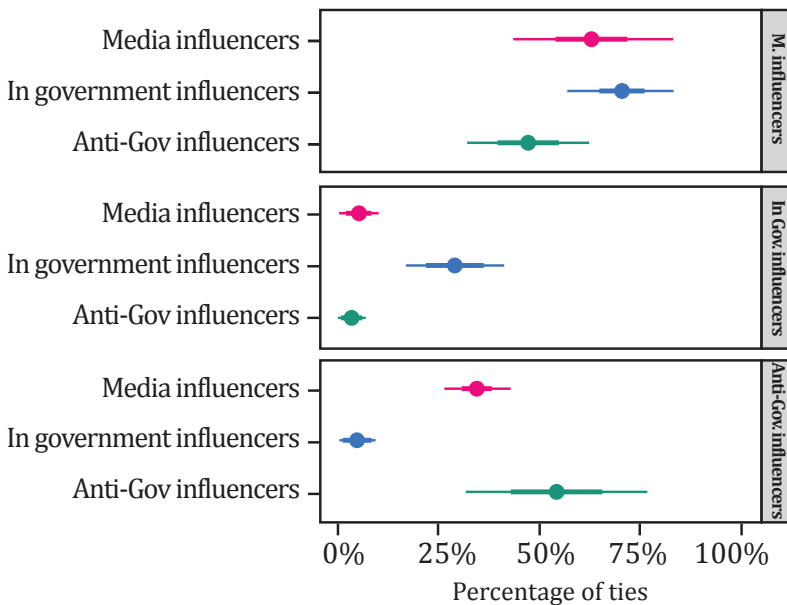 Media influencers
In government influencers
Anti-Gov influencers
M. influencers
Media influencers
In government influencers
Anti-Gov influencers
In Gov. influencers
Media influencers
In government influencers
Anti-Gov influencers
Anti-Gov. influencers
0% 25% 50% 75% 100%
Percentage of ties